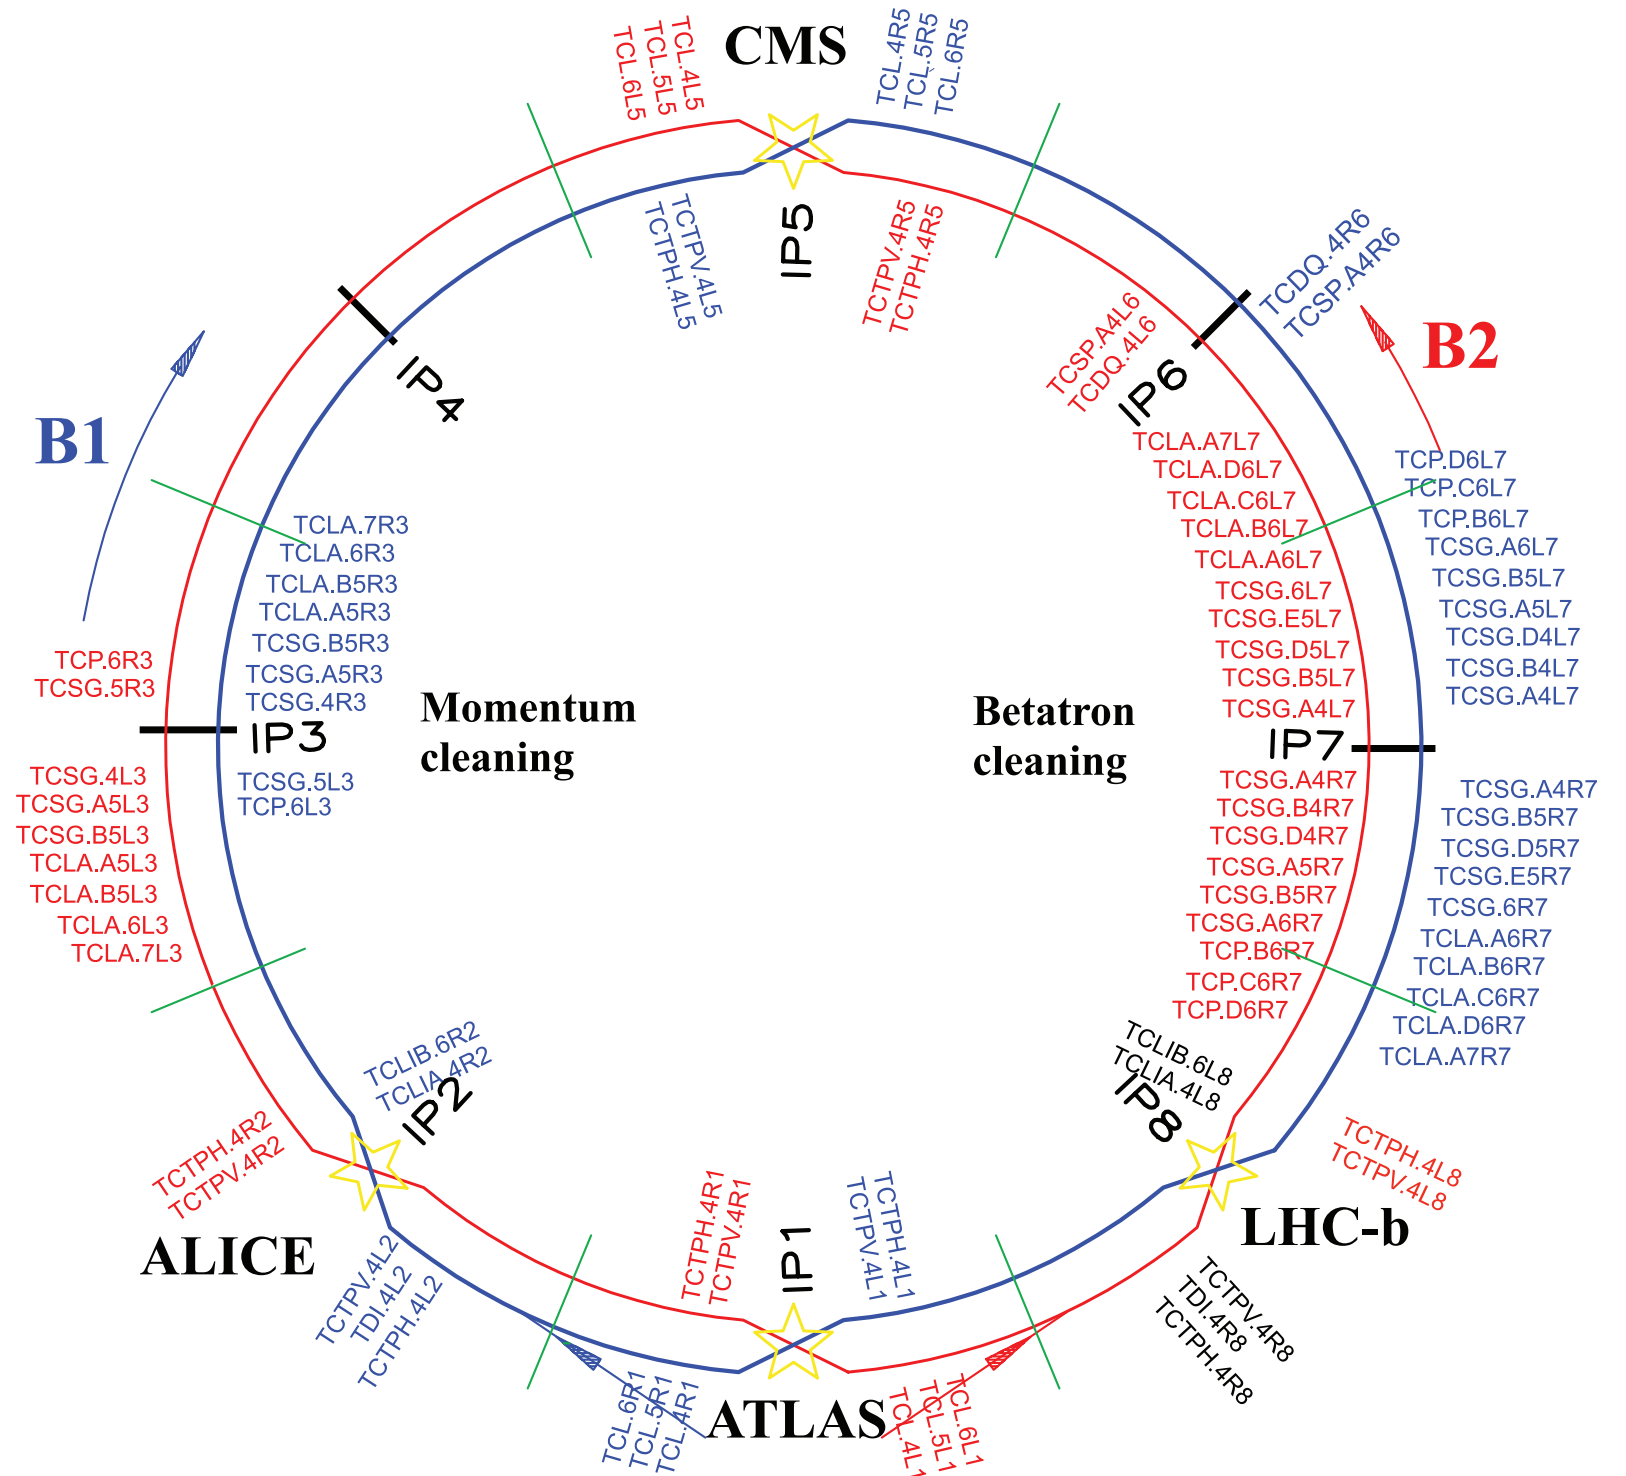 CMS
TCL.6L5
TCL.5L5
TCL.4L5
TCL.4R5
TCL.5R5
TCL.6R5
TCTPH.4L5
TCTPV.4L5
IP5
TCTPV.4R5
TCTPH.4R5
TCDQ.4R6
TCSP.A4R6
TCSP.A4L6
TCDQ.4L6
IP6
B2
IP4
B1
TCLA.A7L7
TCLA.D6L7
TCLA.C6L7
TCLA.B6L7
TCLA.A6L7
TCSG.6L7
TCSG.E5L7
TCSG.D5L7
TCSG.B5L7
TCSG.A4L7
TCP.D6L7
TCP.C6L7
TCP.B6L7
TCSG.A6L7
TCSG.B5L7
TCSG.A5L7
TCSG.D4L7
TCSG.B4L7
TCSG.A4L7
TCLA.7R3
TCLA.6R3
TCLA.B5R3
TCLA.A5R3
TCSG.B5R3
TCSG.A5R3
TCSG.4R3
TCP.6R3
TCSG.5R3
IP3
Momentum
cleaning
Betatron
cleaning
IP7
TCSG.4L3
TCSG.A5L3
TCSG.B5L3
TCLA.A5L3
TCLA.B5L3
TCLA.6L3
TCLA.7L3
TCSG.5L3
TCP.6L3
TCSG.A4R7
TCSG.B4R7
TCSG.D4R7
TCSG.A5R7
TCSG.B5R7
TCSG.A6R7
TCP.B6R7
TCP.C6R7
TCP.D6R7
TCSG.A4R7
TCSG.B5R7
TCSG.D5R7
TCSG.E5R7
TCSG.6R7
TCLA.A6R7
TCLA.B6R7
TCLA.C6R7
TCLA.D6R7
TCLA.A7R7
TCLIB.6R2
TCLIA.4R2
IP2
TCTPH.4R2
TCTPV.4R2
ALICE
TCTPV.4L2
TDI.4L2
TCTPH.4L2
TCLIB.6L8
TCLIA.4L8
IP8
TCTPH.4L8
TCTPV.4L8
LHC-b
TCTPV.4R8
TDI.4R8
TCTPH.4R8
TCTPH.4R1
TCTPV.4R1
IP1
TCTPV.4L1
TCTPH.4L1
TCL.6R1
TCL.5R1
TCL.4R1
ATLAS
TCL.4L1
TCL.5L1
TCL.6L1